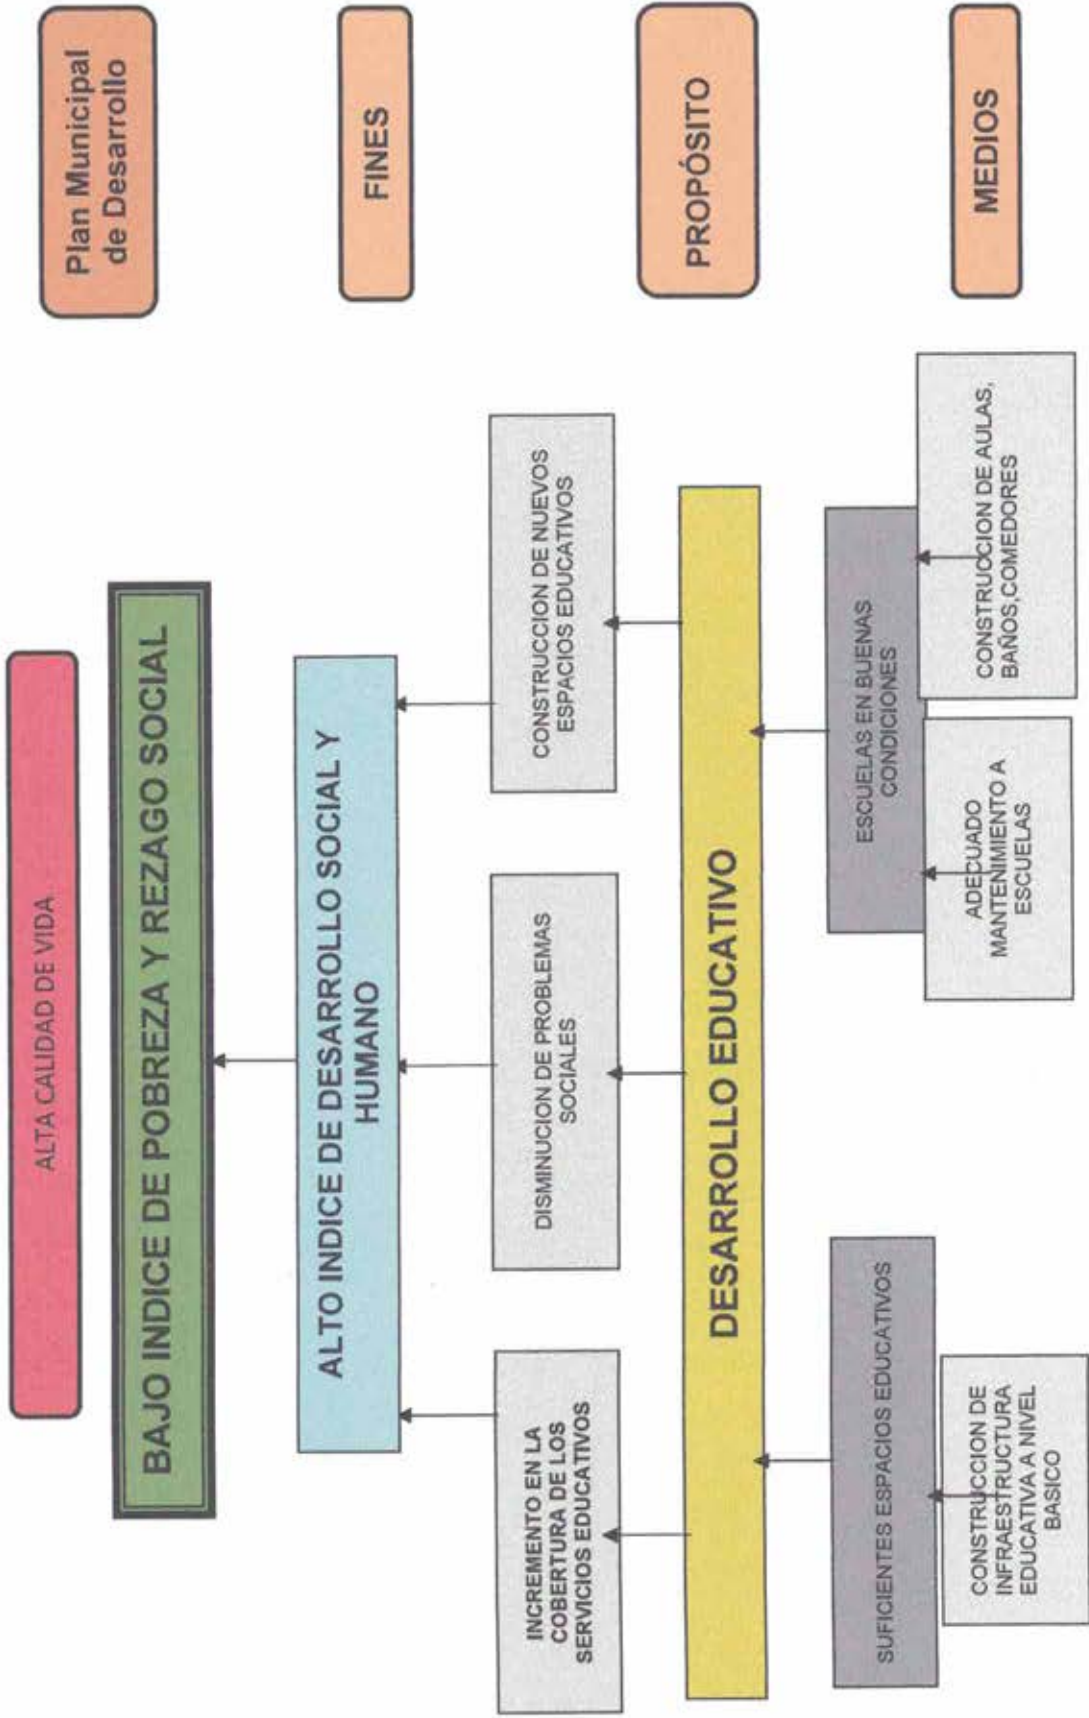 ALTA CALIDAD DE VIDA
Plan Municipal
de Desarrollo
BAJO INDICE DE POBREZA Y REZAGO SOCIAL
ALTO INDICE DE DESARROLLO SOCIAL Y
HUMANO
FINES
INCREMENTO EN LA
COBERTURA DE LOS
SERVICIOS EDUCATIVOS
DISMINUCION DE PROBLEMAS
SOCIALES
CONSTRUCCION DE NUEVOS
ESPACIOS EDUCATIVOS
DESARROLLO EDUCATIVO
PROPÓSITO
SUFICIENTES ESPACIOS EDUCATIVOS
ESCUELAS EN BUENAS
CONDICIONES
CONSTRUCCION DE
INFRAESTRUCTURA
EDUCATIVA A NIVEL
BASICO
ADECUADO
MANTENIMIENTO A
ESCUELAS
CONSTRUCCION DE AULAS,
BAÑOS,COMEDORES
MEDIOS